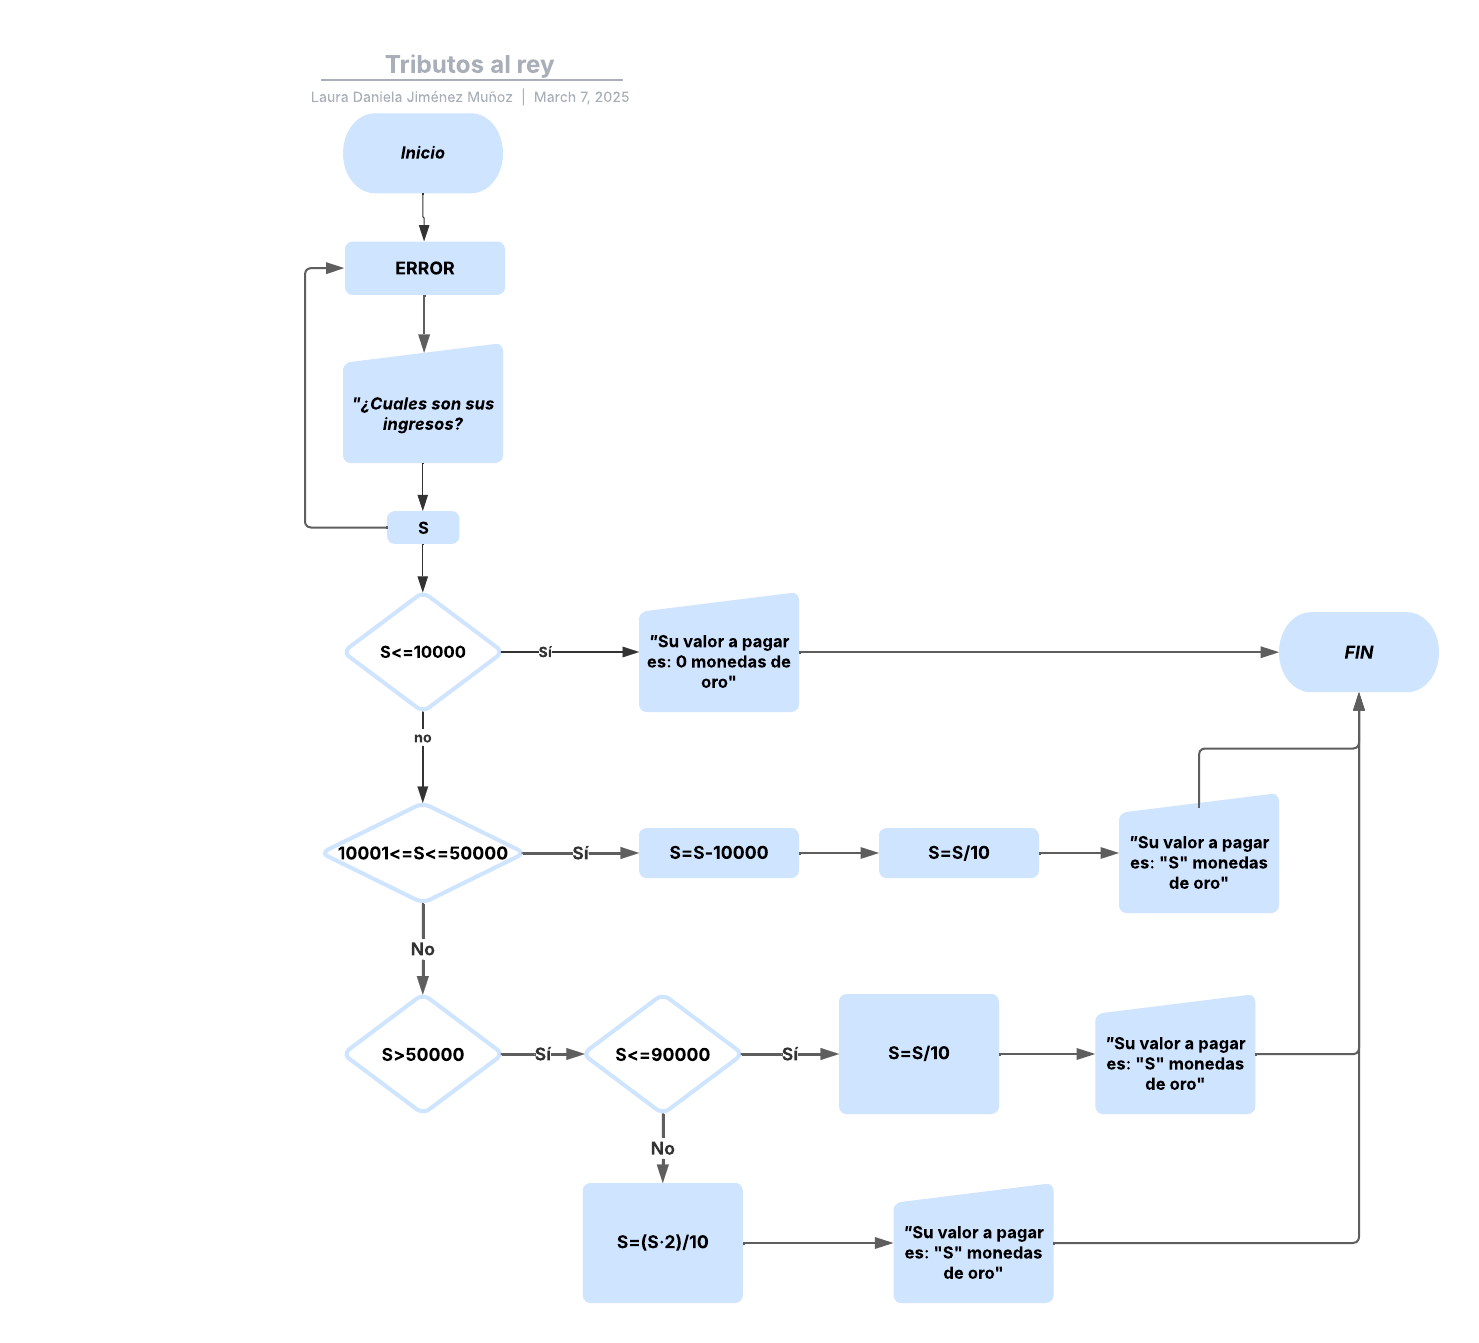 Tributos al rey
Laura Daniela Jiménez Muñoz | March 7, 2025
Inicio
ERROR
"¿Cuales son sus
ingresos?
S
S<=10000
Sí
"Su valor a pagar
es: 0 monedas de
oro"
FIN
no
10001<=S<=50000
Sí
S=S-10000
S=S/10
"Su valor a pagar
es: "S" monedas
de oro"
No
S>50000
Sí
S<=90000
Sí
S=S/10
"Su valor a pagar
es: "S" monedas
de oro"
No
S=(S·2)/10
"Su valor a pagar
es: "S" monedas
de oro"